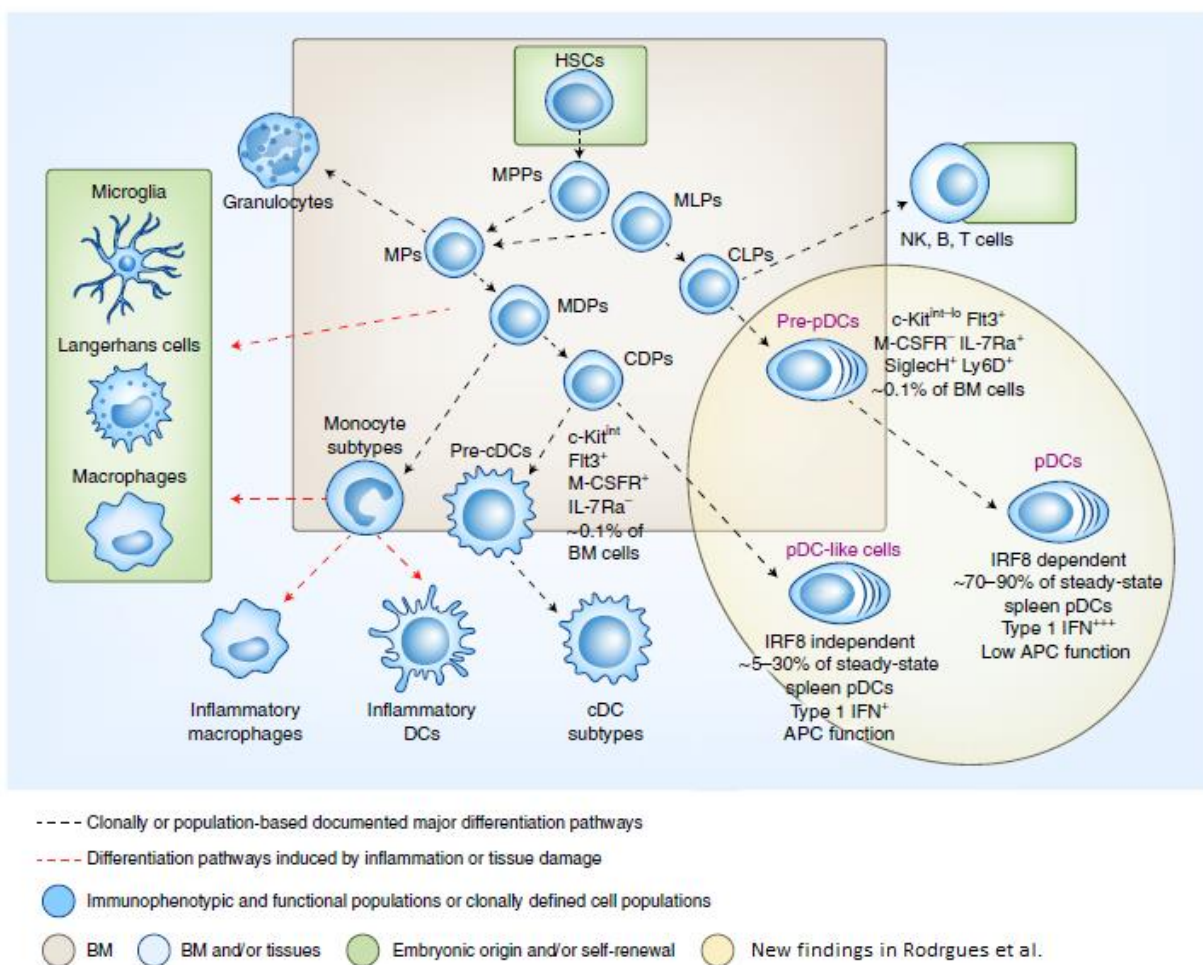 HSCs
MPPs
MLPs
Granulocytes
MPs
CLPs
NK, B, T cells
Microglia
Langerhans cells
Macrophages
MDPs
CDPs
Pre-pDCs
c-Kitint–lo Flt3+
M-CSFR– IL-7Ra+
SiglecH+ Ly6D+
~0.1% of BM cells
Monocyte
subtypes
Pre-cDCs
c-Kitint
Flt3+
M-CSFR+
IL-7Ra–
~0.1% of
BM cells
pDCs
IRF8 dependent
~70–90% of steady-state
spleen pDCs
Type 1 IFN+++
Low APC function
pDC-like cells
IRF8 independent
~5–30% of steady-state
spleen pDCs
Type 1 IFN+
APC function
Inflammatory
macrophages
Inflammatory
DCs
cDC
subtypes
Clonally or population-based documented major differentiation pathways
Differentiation pathways induced by inflammation or tissue damage
Immunophenotypic and functional populations or clonally defined cell populations
BM
BM and/or tissues
Embryonic origin and/or self-renewal
New findings in Rodrgues et al.